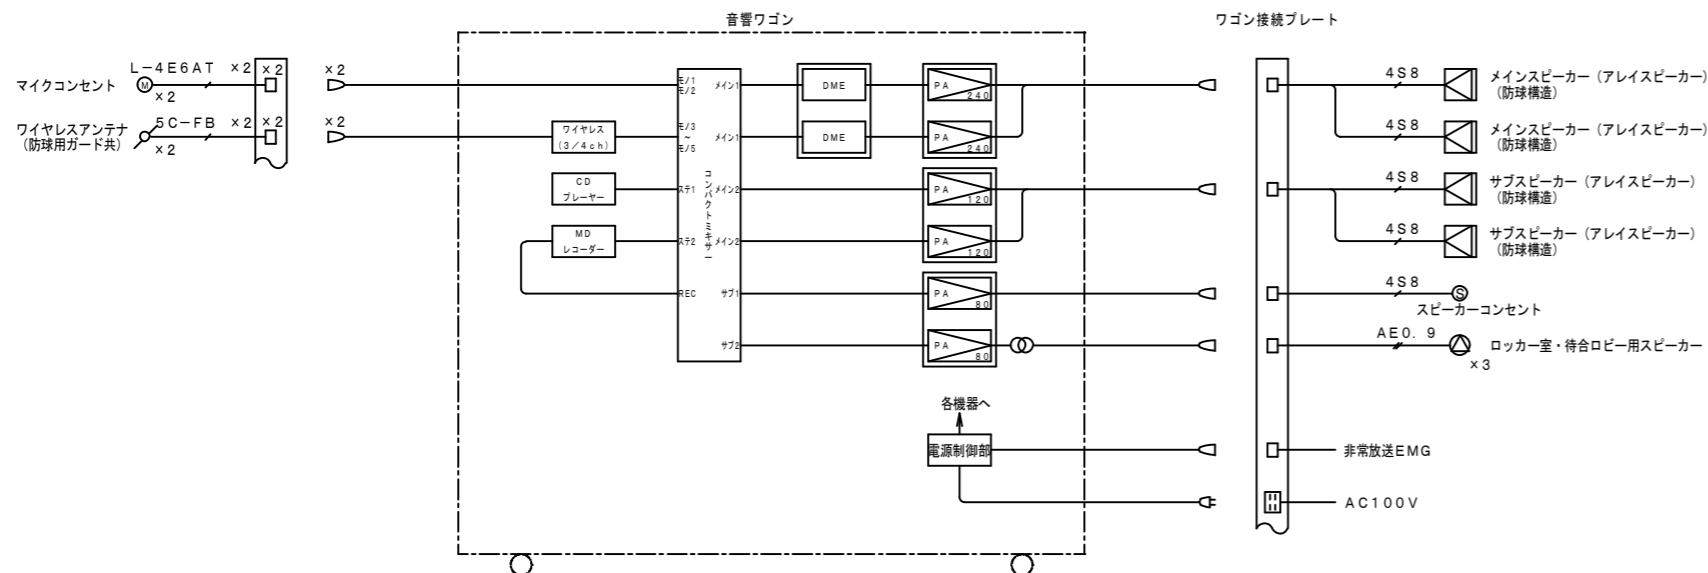 音響ワゴン
ワゴン接続プレート
マイクコンセント
M
L-4E6AT ×2
×2
×2
×2
ワイヤレスアンテナ
(防球用ガード共)
5C-FB ×2
×2
×2
×2
ワイヤレス
(3/4ch)
CD
プレーヤー
MD
レコーダー
モノ1
モノ2
モノ3
~
モノ5
ステ1
ステ2
REC
コンパクトミキサー
メイン1
メイン1
メイン2
メイン2
サブ1
サブ2
DME
DME
PA
240
PA
240
PA
120
PA
120
PA
80
PA
80
各機器へ
電源制御部
4S8
メインスピーカー(アレイスピーカー)
(防球構造)
4S8
メインスピーカー(アレイスピーカー)
(防球構造)
4S8
サブスピーカー(アレイスピーカー)
(防球構造)
4S8
サブスピーカー(アレイスピーカー)
(防球構造)
4S8
S
スピーカーコンセント
AE0.9
ロッカー室・待合ロビー用スピーカー
×3
非常放送EMG
AC100V